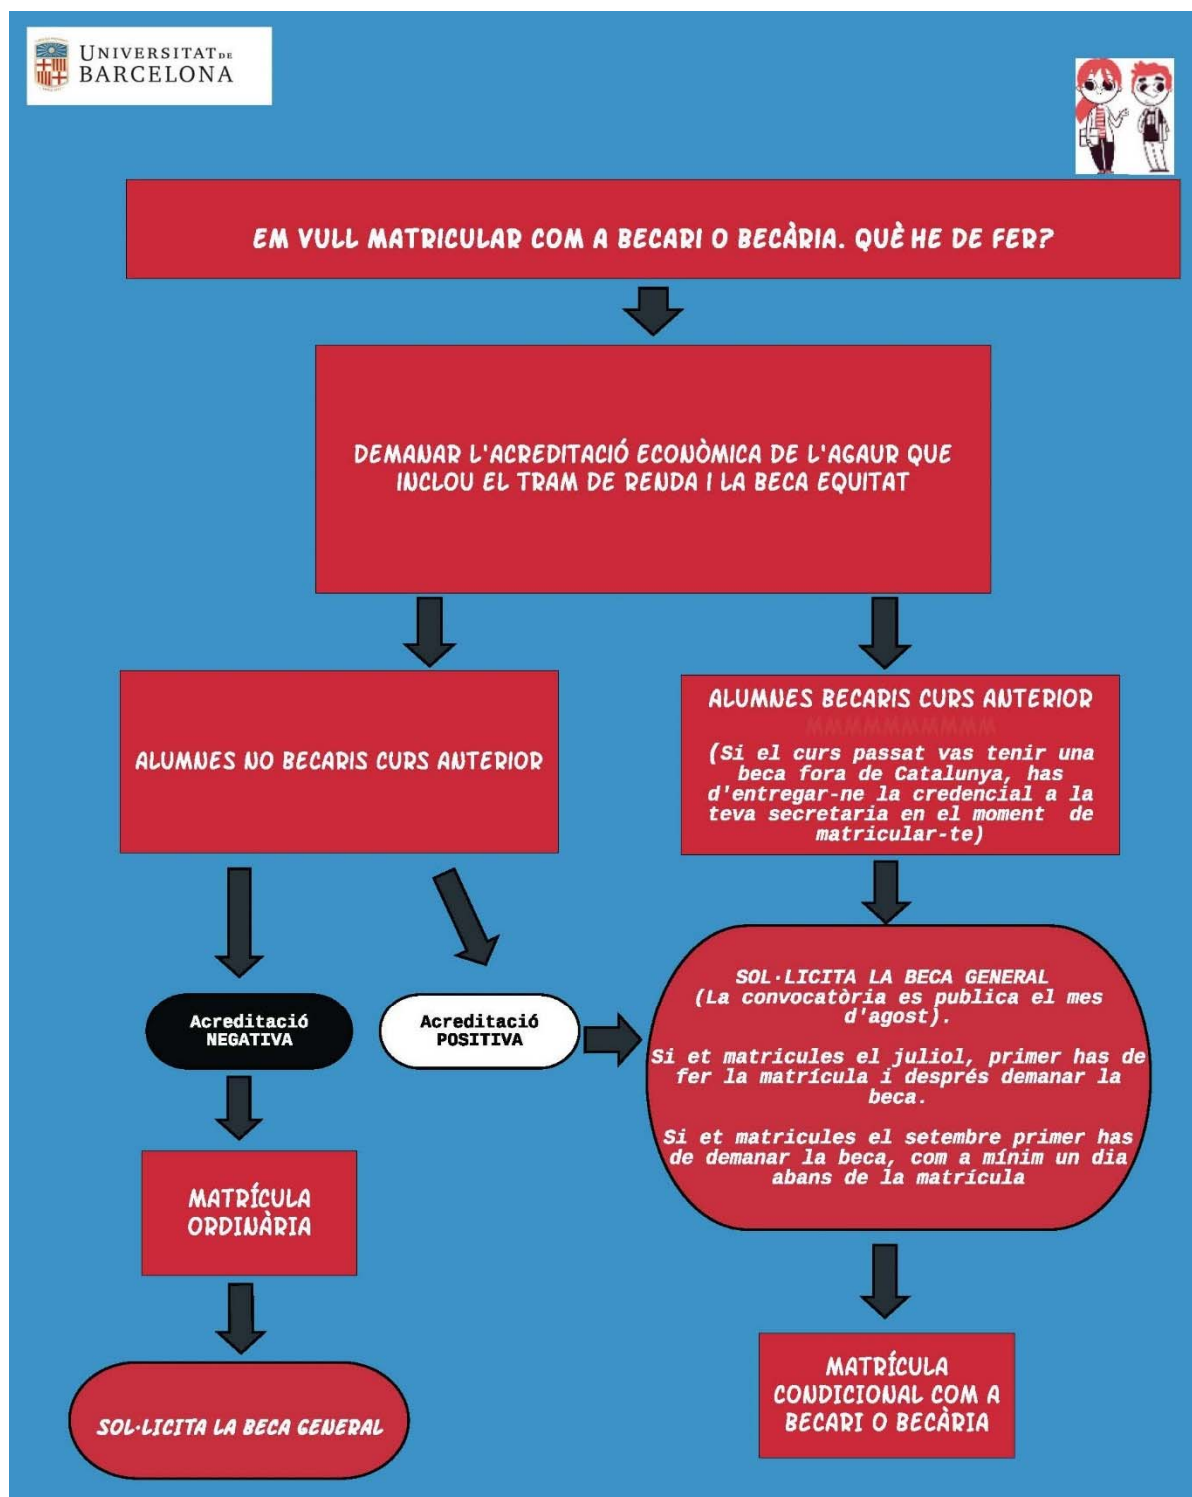 UNIVERSITAT DE
BARCELONA
EM VULL MATRICULAR COM A BECARI O BECÀRIA. QUÈ HE DE FER?
DEMANAR L'ACREDITACIÓ ECONÒMICA DE L'AGAUR QUE
INCLOU EL TRAM DE RENDA I LA BECA EQUITAT
ALUMNES NO BECARIS CURS ANTERIOR
ALUMNES BECARIS CURS ANTERIOR
(Si el curs passat vas tenir una
beca fora de Catalunya, has
d'entregar-ne la credencial a la
teva secretaria en el moment de
matricular-te)
Acreditació
NEGATIVA
Acreditació
POSITIVA
SOL·LICITA LA BECA GENERAL
(La convocatòria es publica el mes
d'agost).
Si et matricules el juliol, primer has de
fer la matrícula i després demanar la
beca.
Si et matricules el setembre primer has
de demanar la beca, com a mínim un dia
abans de la matrícula
MATRÍCULA
ORDINÀRIA
SOL·LICITA LA BECA GENERAL
MATRÍCULA
CONDICIONAL COM A
BECARI O BECÀRIA